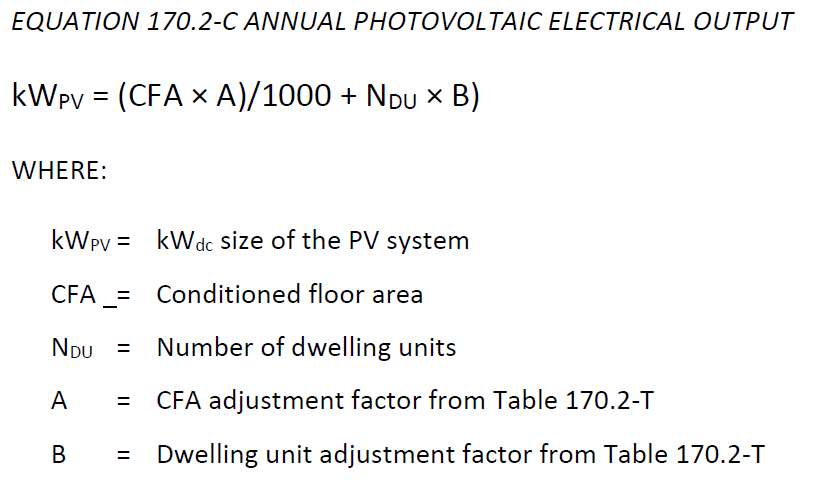 EQUATION 170.2-C ANNUAL PHOTOVOLTAIC ELECTRICAL OUTPUT
kWPV = (CFA × A)/1000 + NDU × B)
WHERE:
kWPV = kWdc size of the PV system
CFA _= Conditioned floor area
NDU = Number of dwelling units
A = CFA adjustment factor from Table 170.2-T
B = Dwelling unit adjustment factor from Table 170.2-T